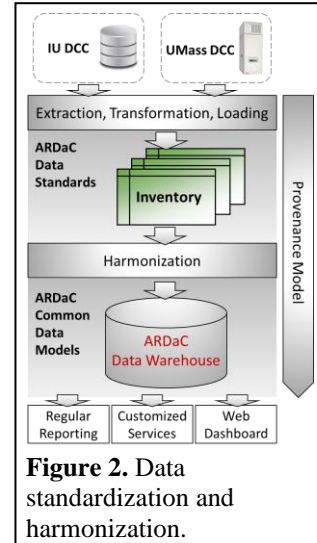 IU DCC
UMass DCC
Extraction, Transformation, Loading
ARDaC
Data
Standards
Inventory
Harmonization
ARDaC
Common
Data
Models
ARDaC
Data Warehouse
Provenance Model
Regular
Reporting
Customized
Services
Web
Dashboard
Figure 2. Data
standardization and
harmonization.